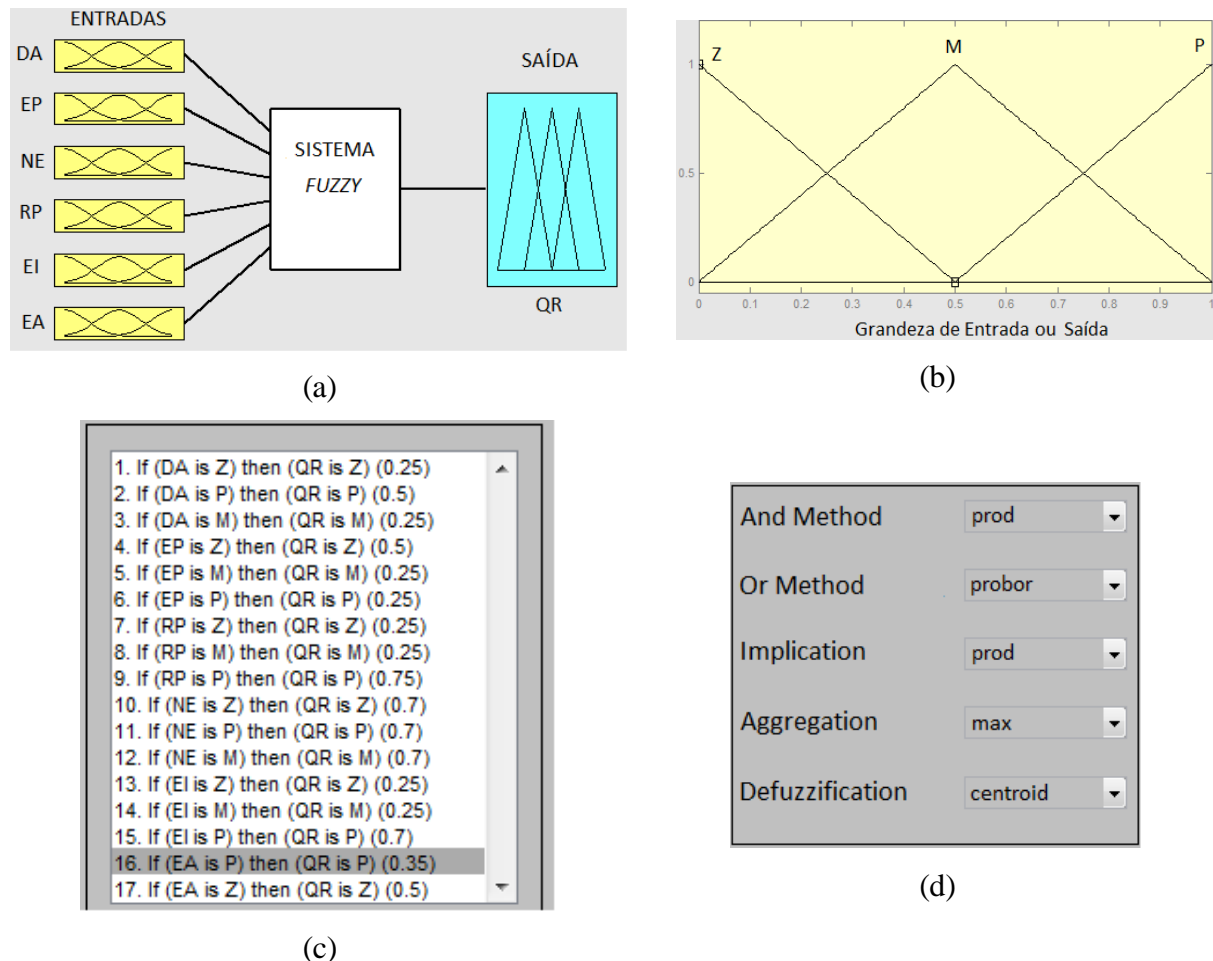 ENTRADAS
DA
EP
NE
RP
EI
EA
SISTEMA
FUZZY
SAÍDA
QR
(a)
Z
M
P
1
0.5
0
0 0.1 0.2 0.3 0.4 0.5 0.6 0.7 0.8 0.9 1
Grandeza de Entrada ou Saída
(b)
1. If (DA is Z) then (QR is Z) (0.25)
2. If (DA is P) then (QR is P) (0.5)
3. If (DA is M) then (QR is M) (0.25)
4. If (EP is Z) then (QR is Z) (0.5)
5. If (EP is M) then (QR is M) (0.25)
6. If (EP is P) then (QR is P) (0.25)
7. If (RP is Z) then (QR is Z) (0.25)
8. If (RP is M) then (QR is M) (0.25)
9. If (RP is P) then (QR is P) (0.75)
10. If (NE is Z) then (QR is Z) (0.7)
11. If (NE is P) then (QR is P) (0.7)
12. If (NE is M) then (QR is M) (0.7)
13. If (EI is Z) then (QR is Z) (0.25)
14. If (EI is M) then (QR is M) (0.25)
15. If (EI is P) then (QR is P) (0.7)
16. If (EA is P) then (QR is P) (0.35)
17. If (EA is Z) then (QR is Z) (0.5)
(c)
And Method prod
Or Method probor
Implication prod
Aggregation max
Defuzzification centroid
(d)